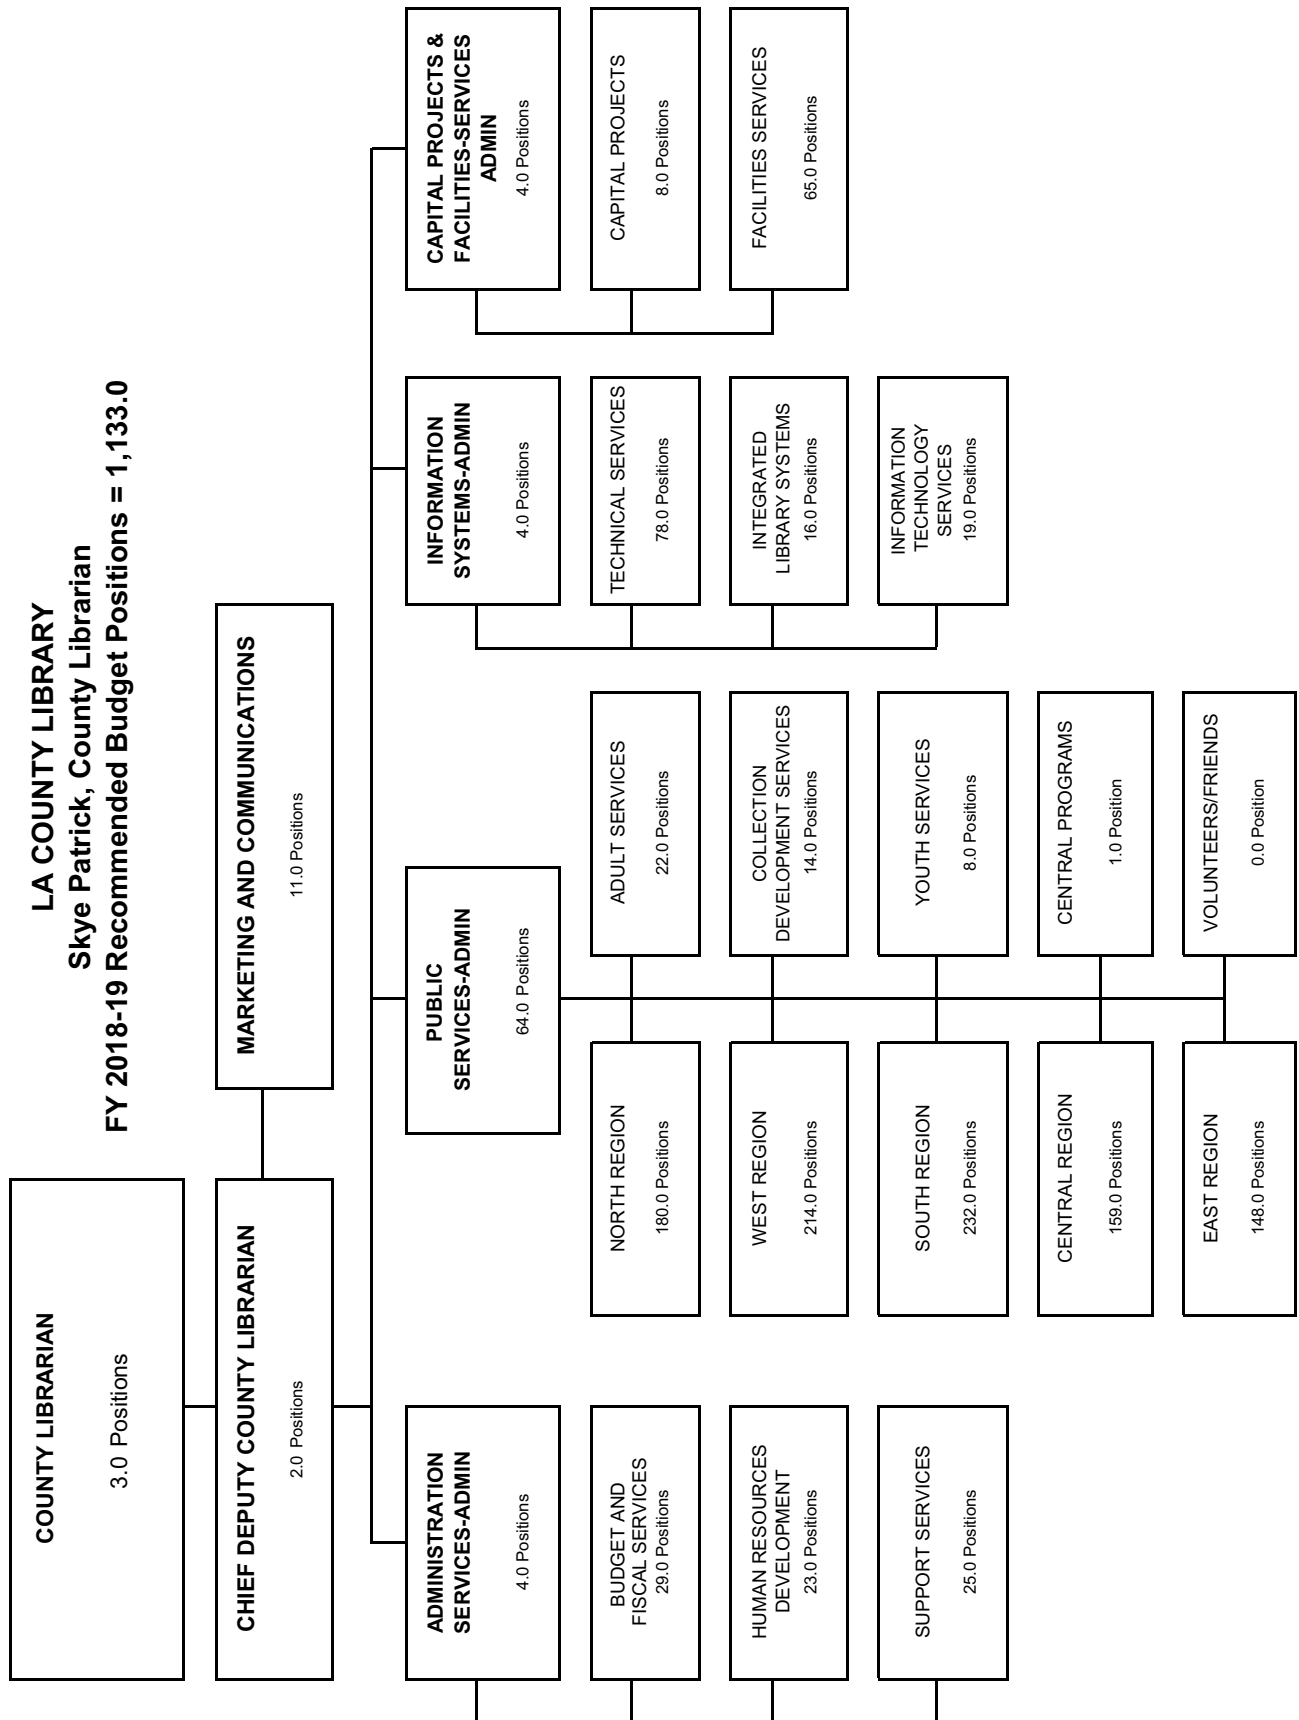 LA COUNTY LIBRARY
Skye Patrick, County Librarian
FY 2018-19 Recommended Budget Positions = 1,133.0
COUNTY LIBRARIAN
3.0 Positions
CHIEF DEPUTY COUNTY LIBRARIAN
2.0 Positions
MARKETING AND COMMUNICATIONS
11.0 Positions
ADMINISTRATION
SERVICES-ADMIN
4.0 Positions
BUDGET AND
FISCAL SERVICES
29.0 Positions
HUMAN RESOURCES
DEVELOPMENT
23.0 Positions
SUPPORT SERVICES
25.0 Positions
PUBLIC
SERVICES-ADMIN
64.0 Positions
NORTH REGION
180.0 Positions
WEST REGION
214.0 Positions
SOUTH REGION
232.0 Positions
CENTRAL REGION
159.0 Positions
EAST REGION
148.0 Positions
ADULT SERVICES
22.0 Positions
COLLECTION
DEVELOPMENT SERVICES
14.0 Positions
YOUTH SERVICES
8.0 Positions
CENTRAL PROGRAMS
1.0 Position
VOLUNTEERS/FRIENDS
0.0 Position
INFORMATION
SYSTEMS-ADMIN
4.0 Positions
TECHNICAL SERVICES
78.0 Positions
INTEGRATED
LIBRARY SYSTEMS
16.0 Positions
INFORMATION
TECHNOLOGY
SERVICES
19.0 Positions
CAPITAL PROJECTS &
FACILITIES-SERVICES
ADMIN
4.0 Positions
CAPITAL PROJECTS
8.0 Positions
FACILITIES SERVICES
65.0 Positions